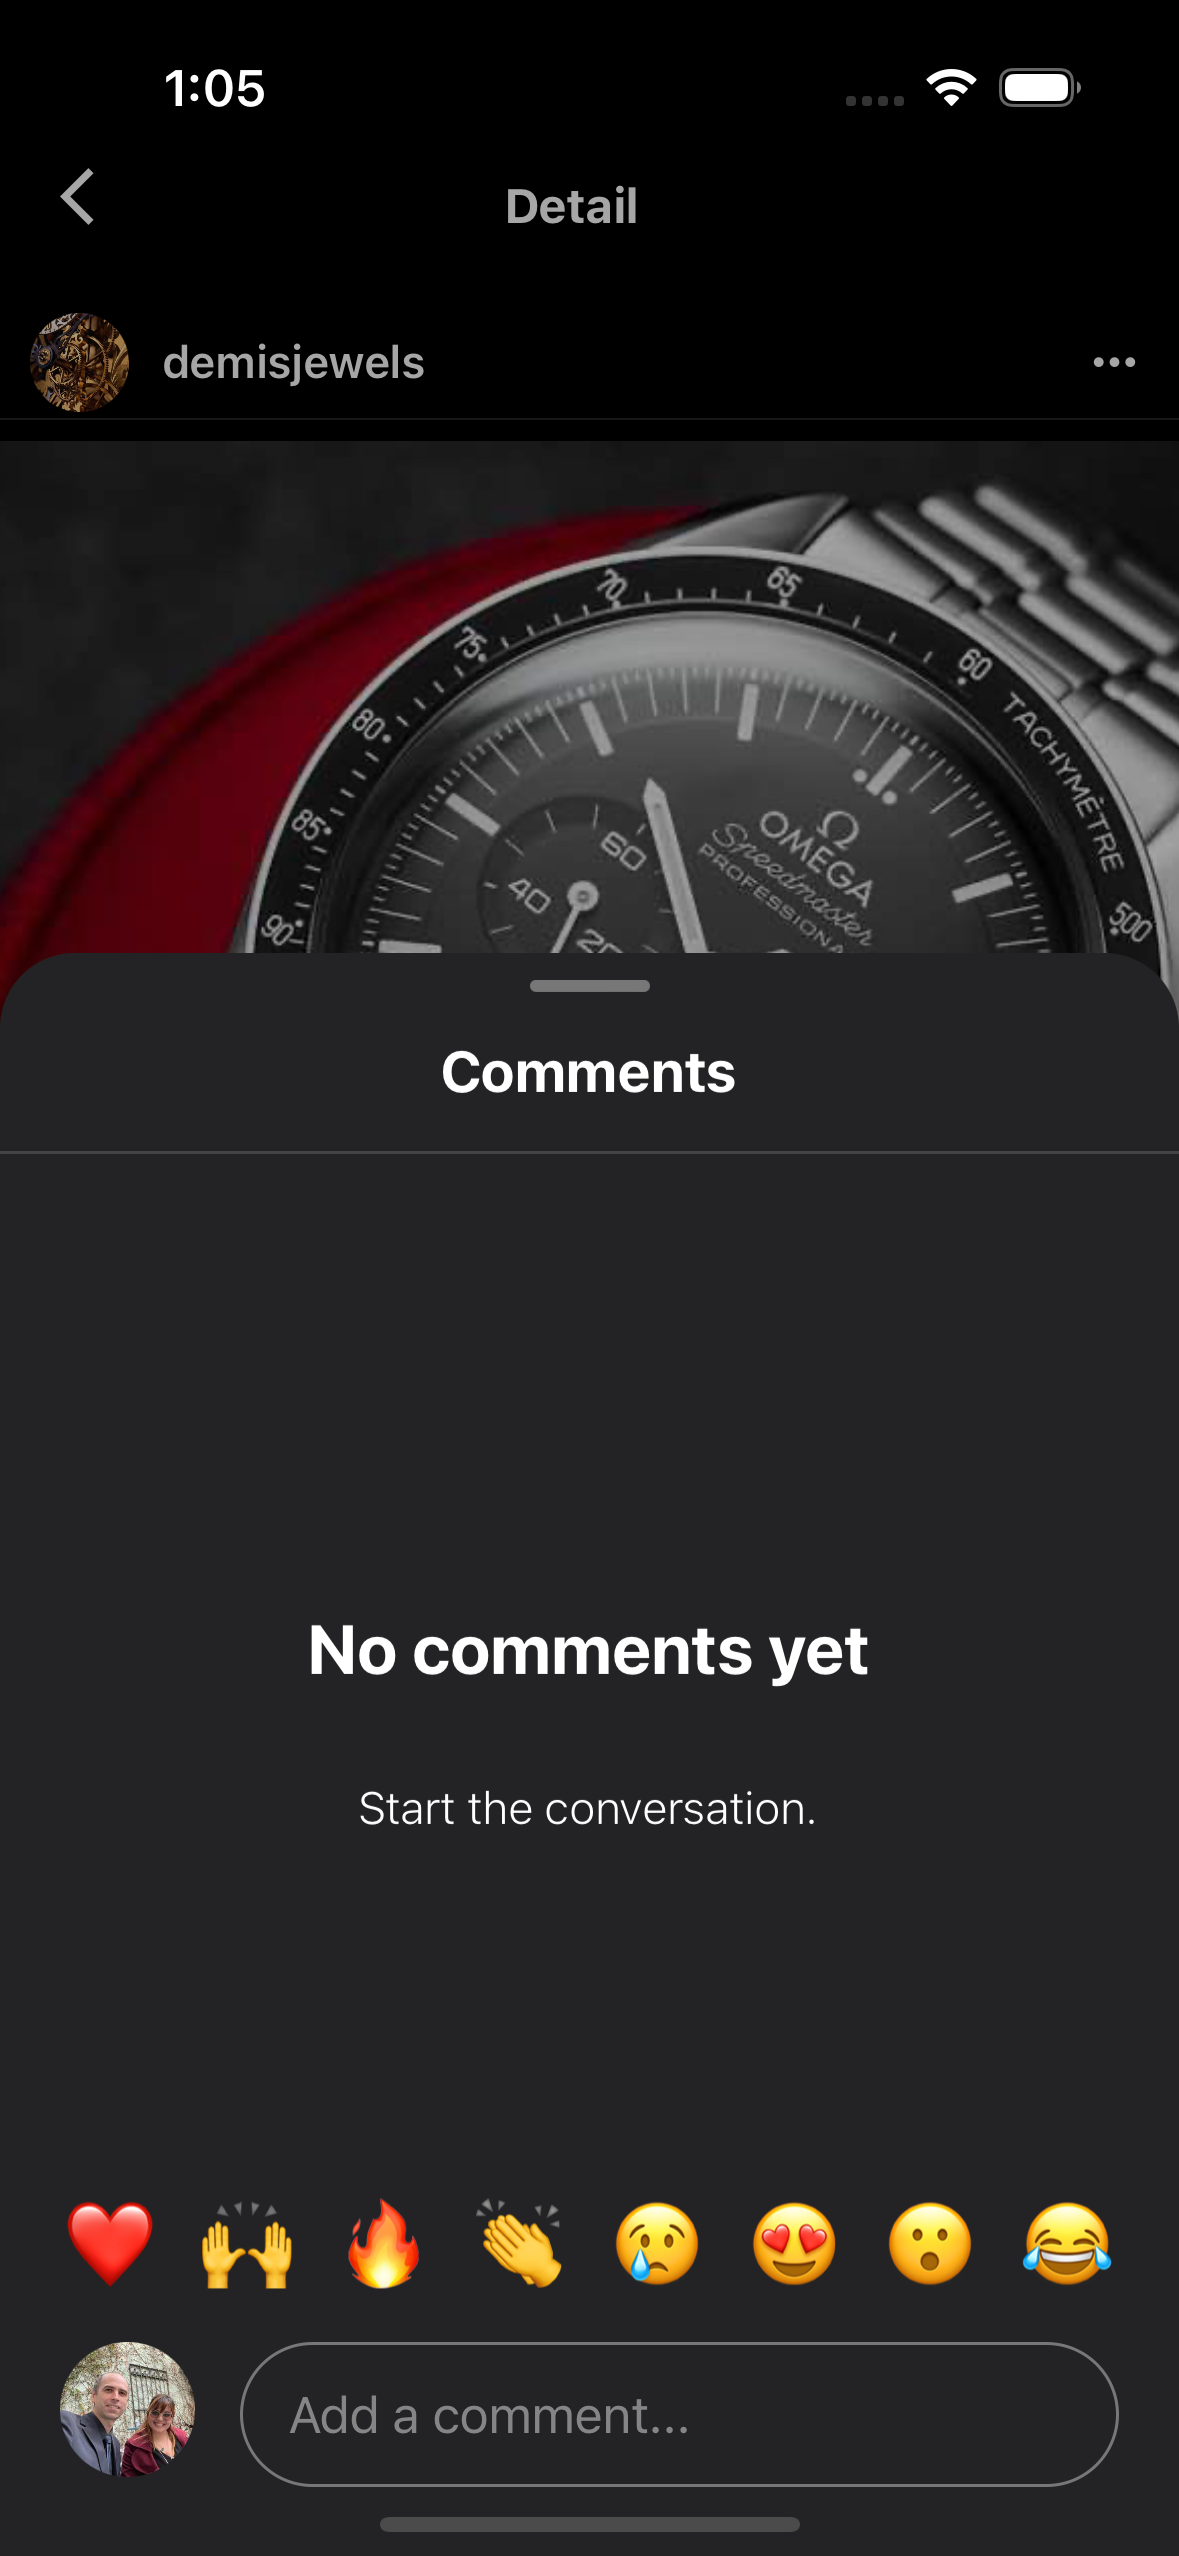 1:05
Detail
demisjewels
70
65
75
60
80
TACHYMÈTRE
85
Ω
OMEGA
Speedmaster
PROFESSIONA
60
40
20
90
500
Comments
No comments yet
Start the conversation.
Add a comment...